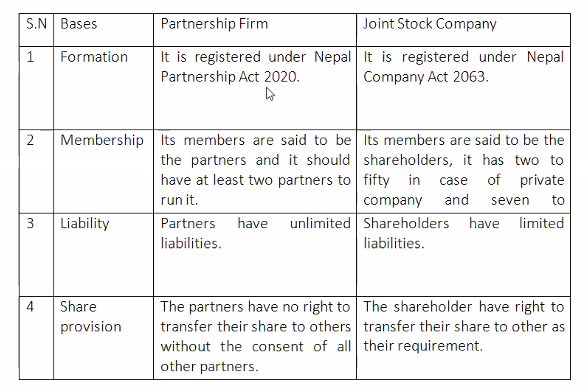 S.N Bases Partnership Firm Joint Stock Company
1 Formation It is registered under Nepal It is registered under Nepal
Partnership Act 2020. Company Act 2063.
2 Membership Its members are said to be Its members are said to be the
the partners and it should shareholders, it has two to
have at least two partners to fifty in case of private
run it. company and seven to
3 Liability Partners have unlimited Shareholders have limited
liabilities. liabilities.
4 Share The partners have no right to The shareholder have right to
provision transfer their share to others transfer their share to other as
without the consent of all their requirement.
other partners.